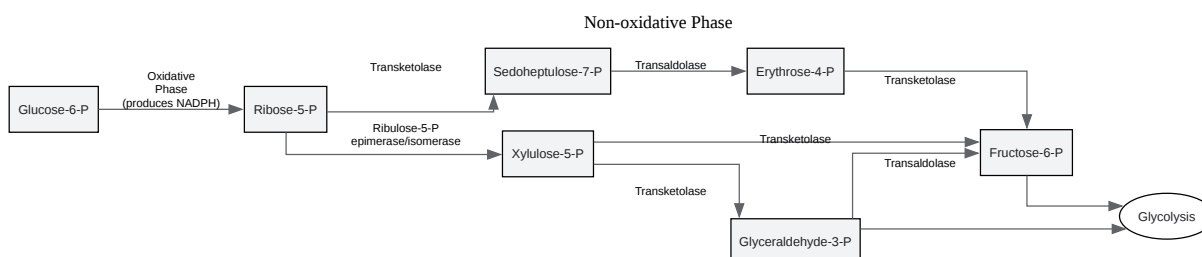 Non-oxidative Phase
Glucose-6-P
Oxidative
Phase
(produces NADPH)
Ribose-5-P
Transketolase
Sedoheptulose-7-P
Transaldolase
Erythrose-4-P
Transketolase
Ribulose-5-P
epimerase/isomerase
Xylulose-5-P
Transketolase
Transaldolase
Fructose-6-P
Transketolase
Glyceraldehyde-3-P
Glycolysis